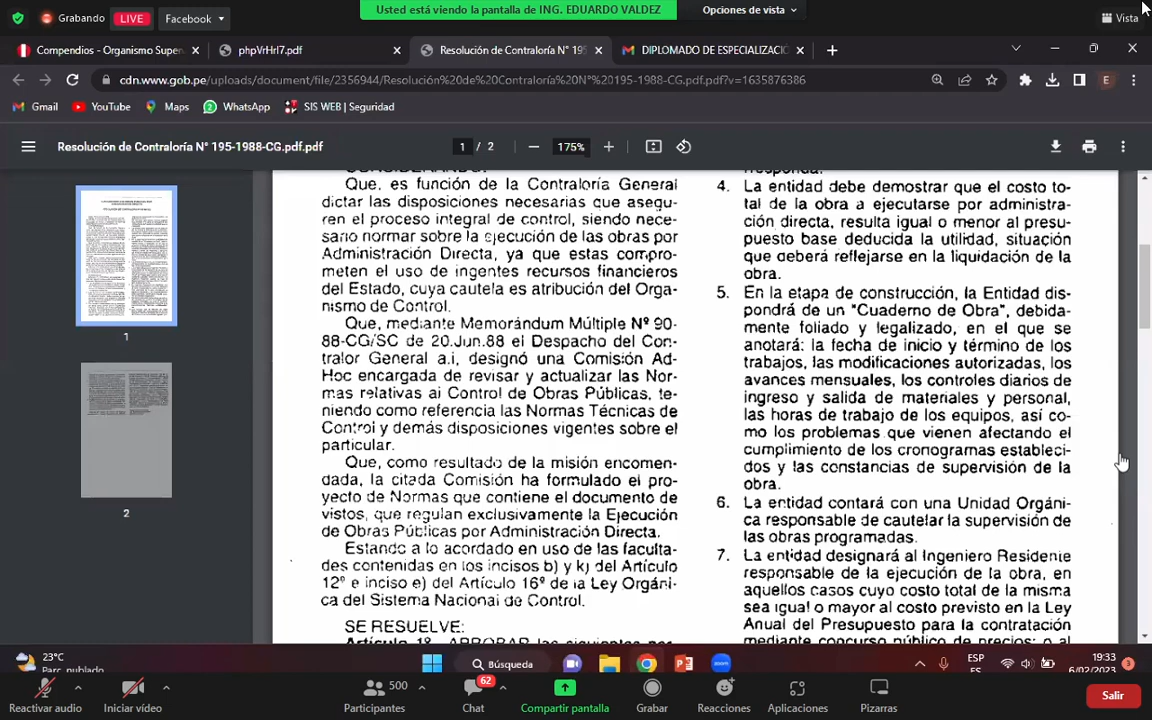 Grabando
LIVE
Facebook
Usted está viendo la pantalla de ING. EDUARDO VALDEZ
Opciones de vista
Vista
Compendios - Organismo Super
phpVrHrl7.pdf
Resolución de Contraloría N° 195
DIPLOMADO DE ESPECIALIZACIÓ
cdn.www.gob.pe/uploads/document/file/2356944/Resolución%20de%20Contraloría%20N°%20195-1988-CG.pdf.pdf?v=1635876386
E
Gmail
YouTube
Maps
WhatsApp
SIS WEB | Seguridad
Resolución de Contraloría N° 195-1988-CG.pdf.pdf
1 / 2
175%
1
2
CONSIDERANDO:
Que, es función de la Contraloría General
dictar las disposiciones necesarias que asegu-
ren el proceso integral de control, siendo nece-
sario normar sobre la ejecución de las obras por
Administración Directa, ya que estas compro-
meten el uso de ingentes recursos financieros
del Estado, cuya cautela es atribución del Orga-
nismo de Control.
Que, mediante Memorándum Múltiple Nº 90-
88-CG/SC de 20.Jun.88 el Despacho del Con-
tralor General a.i, designó una Comisión Ad-
Hoc encargada de revisar y actualizar las Nor-
mas relativas al Control de Obras Públicas, te-
niendo como referencia las Normas Técnicas de
Control y demás disposiciones vigentes sobre el
particular.
Que, como resultado de la misión encomen-
dada, la citada Comisión ha formulado el pro-
yecto de Normas que contiene el documento de
vistos, que regulan exclusivamente la Ejecución
de Obras Públicas por Administración Directa.
Estando a lo acordado en uso de las faculta-
des contenidas en los incisos b) y k) del Artículo
12º e inciso e) del Artículo 16º de la Ley Orgáni-
ca del Sistema Nacional de Control.
SE RESUELVE:
Artículo 1º.- APROBAR las siguientes
4. La entidad debe demostrar que el costo to-
tal de la obra a ejecutarse por administra-
ción directa, resulta igual o menor al presu-
puesto base deducida la utilidad, situación
que deberá reflejarse en la liquidación de la
obra.
5. En la etapa de construcción, la Entidad dis-
pondrá de un "Cuaderno de Obra", debida-
mente foliado y legalizado, en el que se
anotará: la fecha de inicio y término de los
trabajos, las modificaciones autorizadas, los
avances mensuales, los controles diarios de
ingreso y salida de materiales y personal,
las horas de trabajo de los equipos, así co-
mo los problemas que vienen afectando el
cumplimiento de los cronogramas estableci-
dos y las constancias de supervisión de la
obra.
6. La entidad contará con una Unidad Orgáni-
ca responsable de cautelar la supervisión de
las obras programadas.
7. La entidad designará al Ingeniero Residente
responsable de la ejecución de la obra, en
aquellos casos cuyo costo total de la misma
sea igual o mayor al costo previsto en la Ley
Anual del Presupuesto para la contratación
mediante concurso público de precios; o al
23°C
Parc. nublado
Búsqueda
ESP
ES
19:33
6/02/2023
3
Reactivar audio
Iniciar vídeo
500
Participantes
62
Chat
Compartir pantalla
Grabar
Reacciones
Aplicaciones
Pizarras
Salir